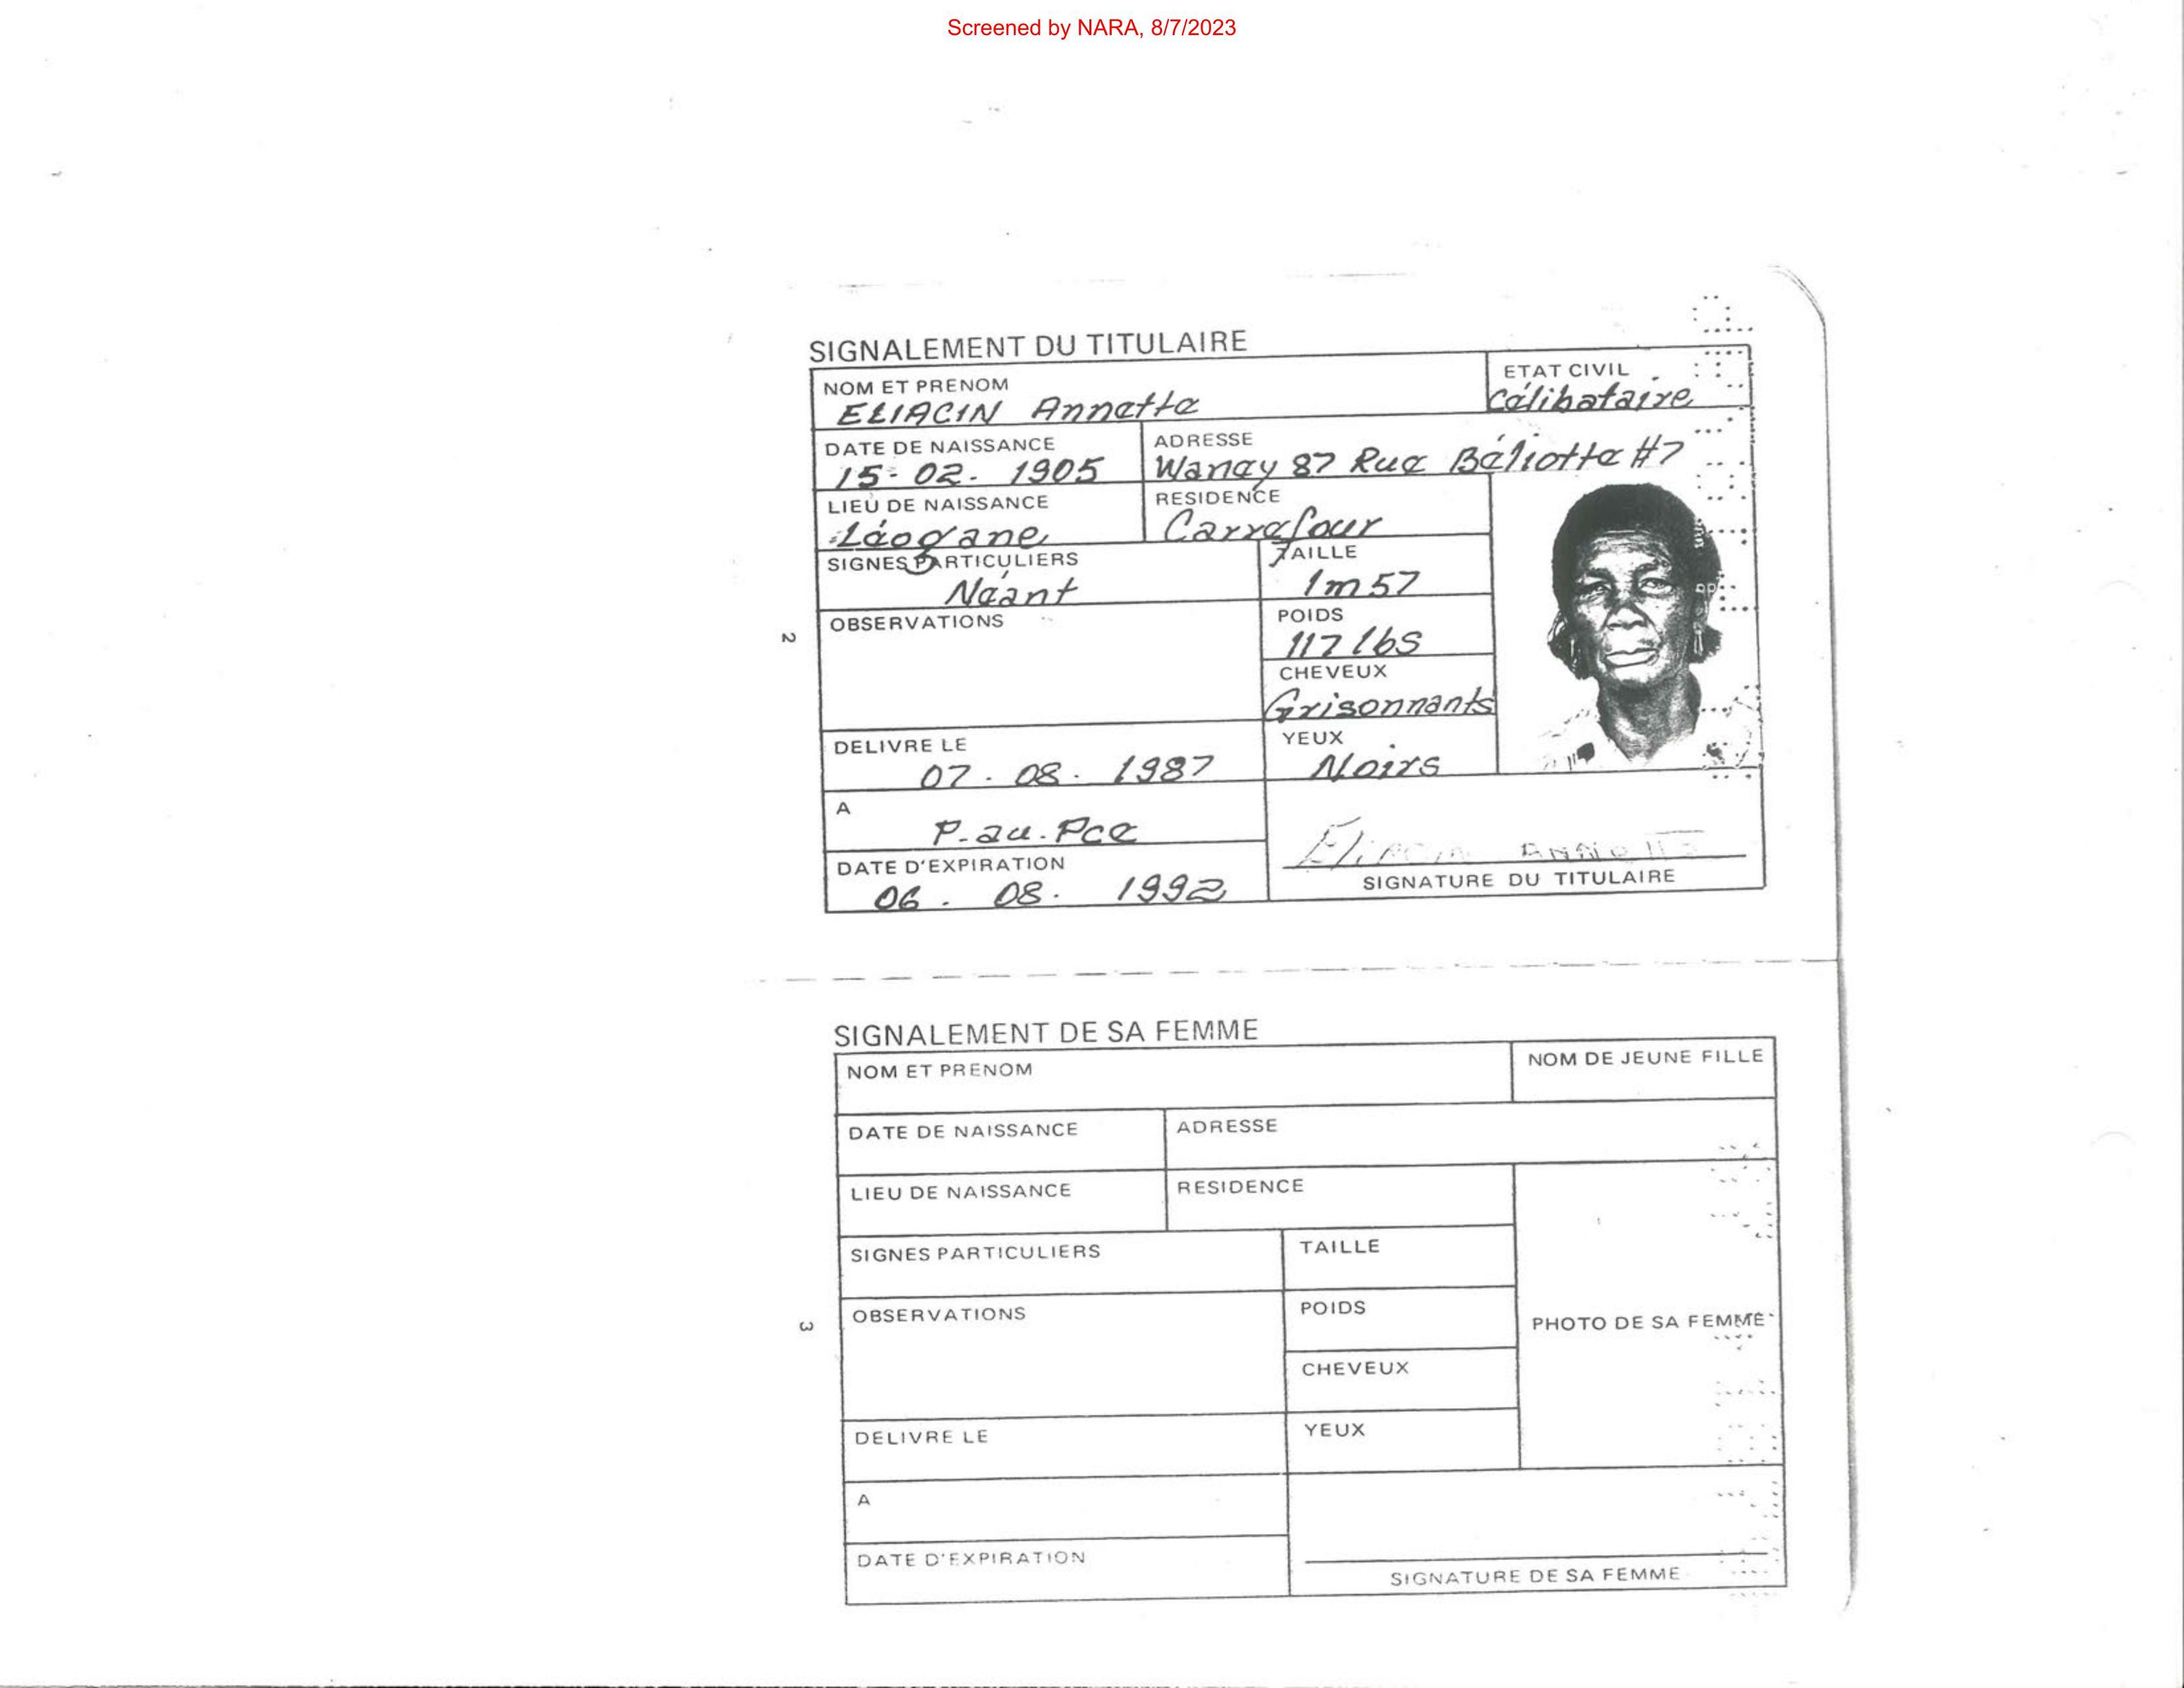 Screened by NARA, 8/7/2023
SIGNALEMENT DU TITULAIRE
NOM ET PRENOM
ELIACIN Annette
ETAT CIVIL
Célibataire
DATE DE NAISSANCE
15-02. 1905
ADRESSE
Wanay 87 Rue Béliotte #7
LIEU DE NAISSANCE
Léogane
RESIDENCE
Carrefour
SIGNES PARTICULIERS
Néant
TAILLE
1m57
OBSERVATIONS
POIDS
117 lbs
CHEVEUX
Grisonnants
DELIVRE LE
07. 08. 1987
YEUX
Noirs
A
P-au.Pce
DATE D'EXPIRATION
06. 08. 1992
Eliacin
SIGNATURE DU TITULAIRE
2
SIGNALEMENT DE SA FEMME
NOM ET PRENOM
NOM DE JEUNE FILLE
DATE DE NAISSANCE
ADRESSE
LIEU DE NAISSANCE
RESIDENCE
SIGNES PARTICULIERS
TAILLE
OBSERVATIONS
POIDS
PHOTO DE SA FEMME
CHEVEUX
DELIVRE LE
YEUX
A
DATE D'EXPIRATION
SIGNATURE DE SA FEMME
3